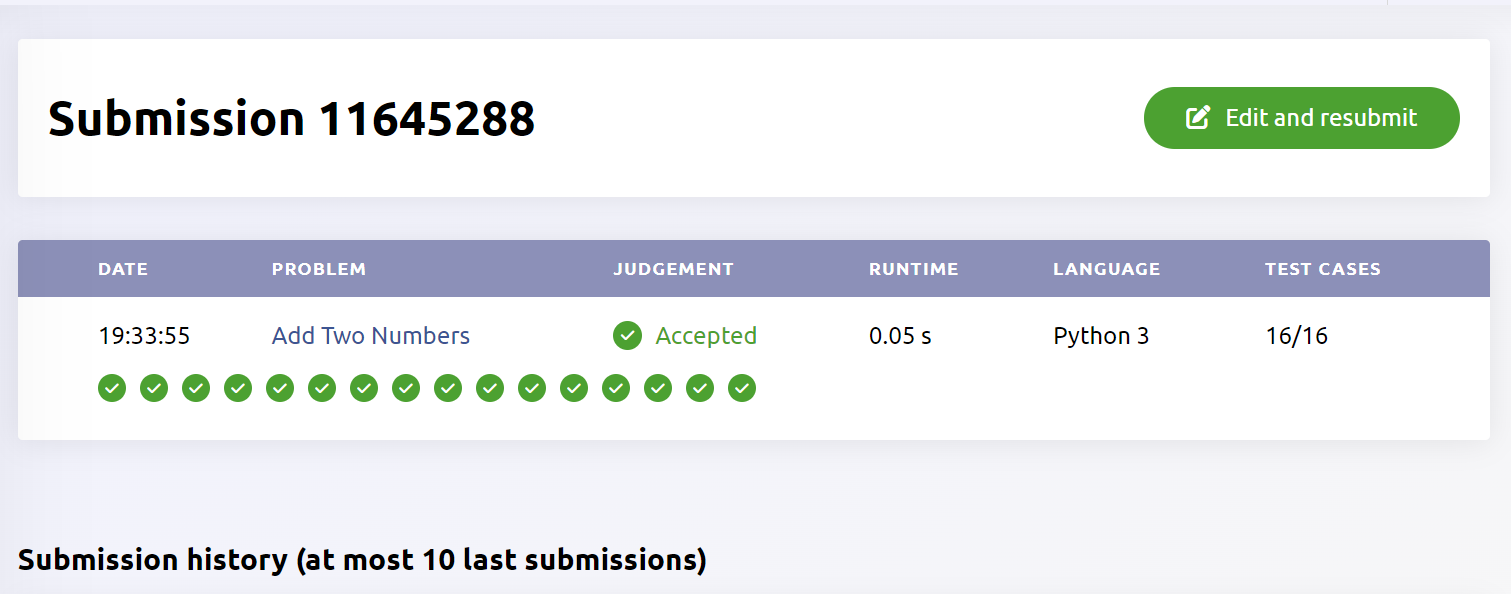 Submission 11645288
Edit and resubmit
DATE PROBLEM JUDGEMENT RUNTIME LANGUAGE TEST CASES
19:33:55 Add Two Numbers Accepted 0.05 s Python 3 16/16
Submission history (at most 10 last submissions)